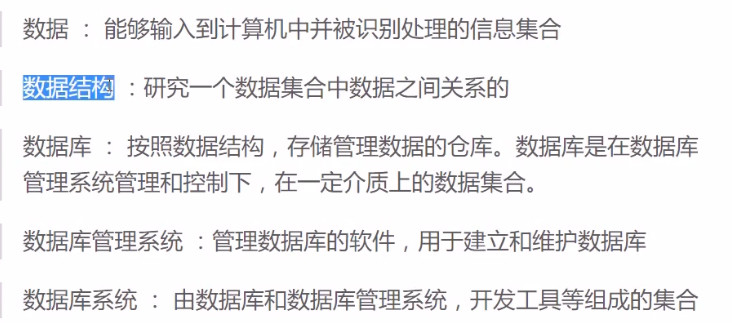 数据 ： 能够输入到计算机中并被识别处理的信息集合
数据结构 ：研究一个数据集合中数据之间关系的
数据库 ： 按照数据结构，存储管理数据的仓库。数据库是在数据库
管理系统管理和控制下，在一定介质上的数据集合。
数据库管理系统 ：管理数据库的软件，用于建立和维护数据库
数据库系统 ： 由数据库和数据库管理系统，开发工具等组成的集合